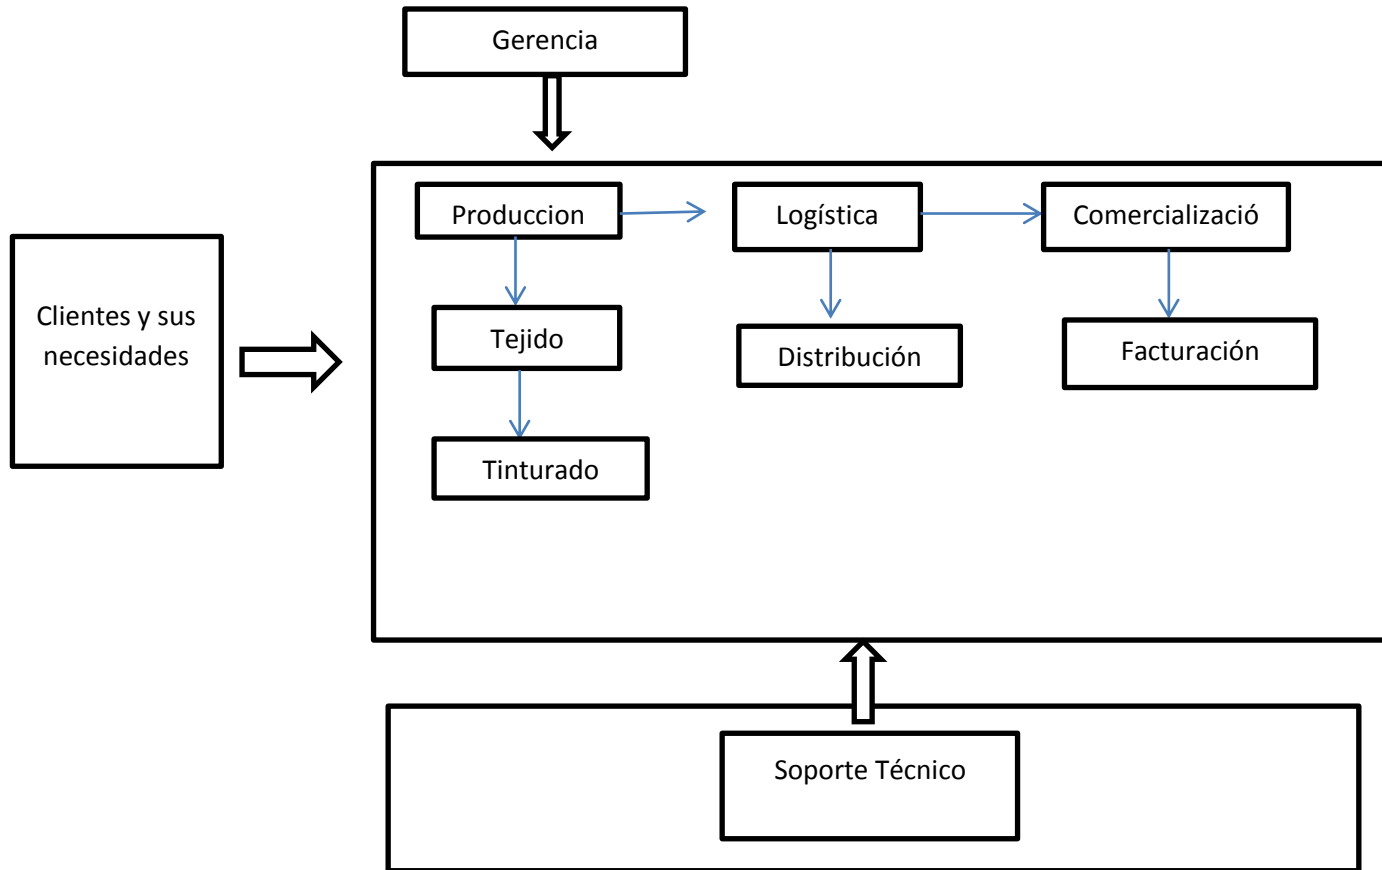 Gerencia
Produccion
Logística
Comercializació
Clientes y sus
necesidades
Tejido
Distribución
Facturación
Tinturado
Soporte Técnico